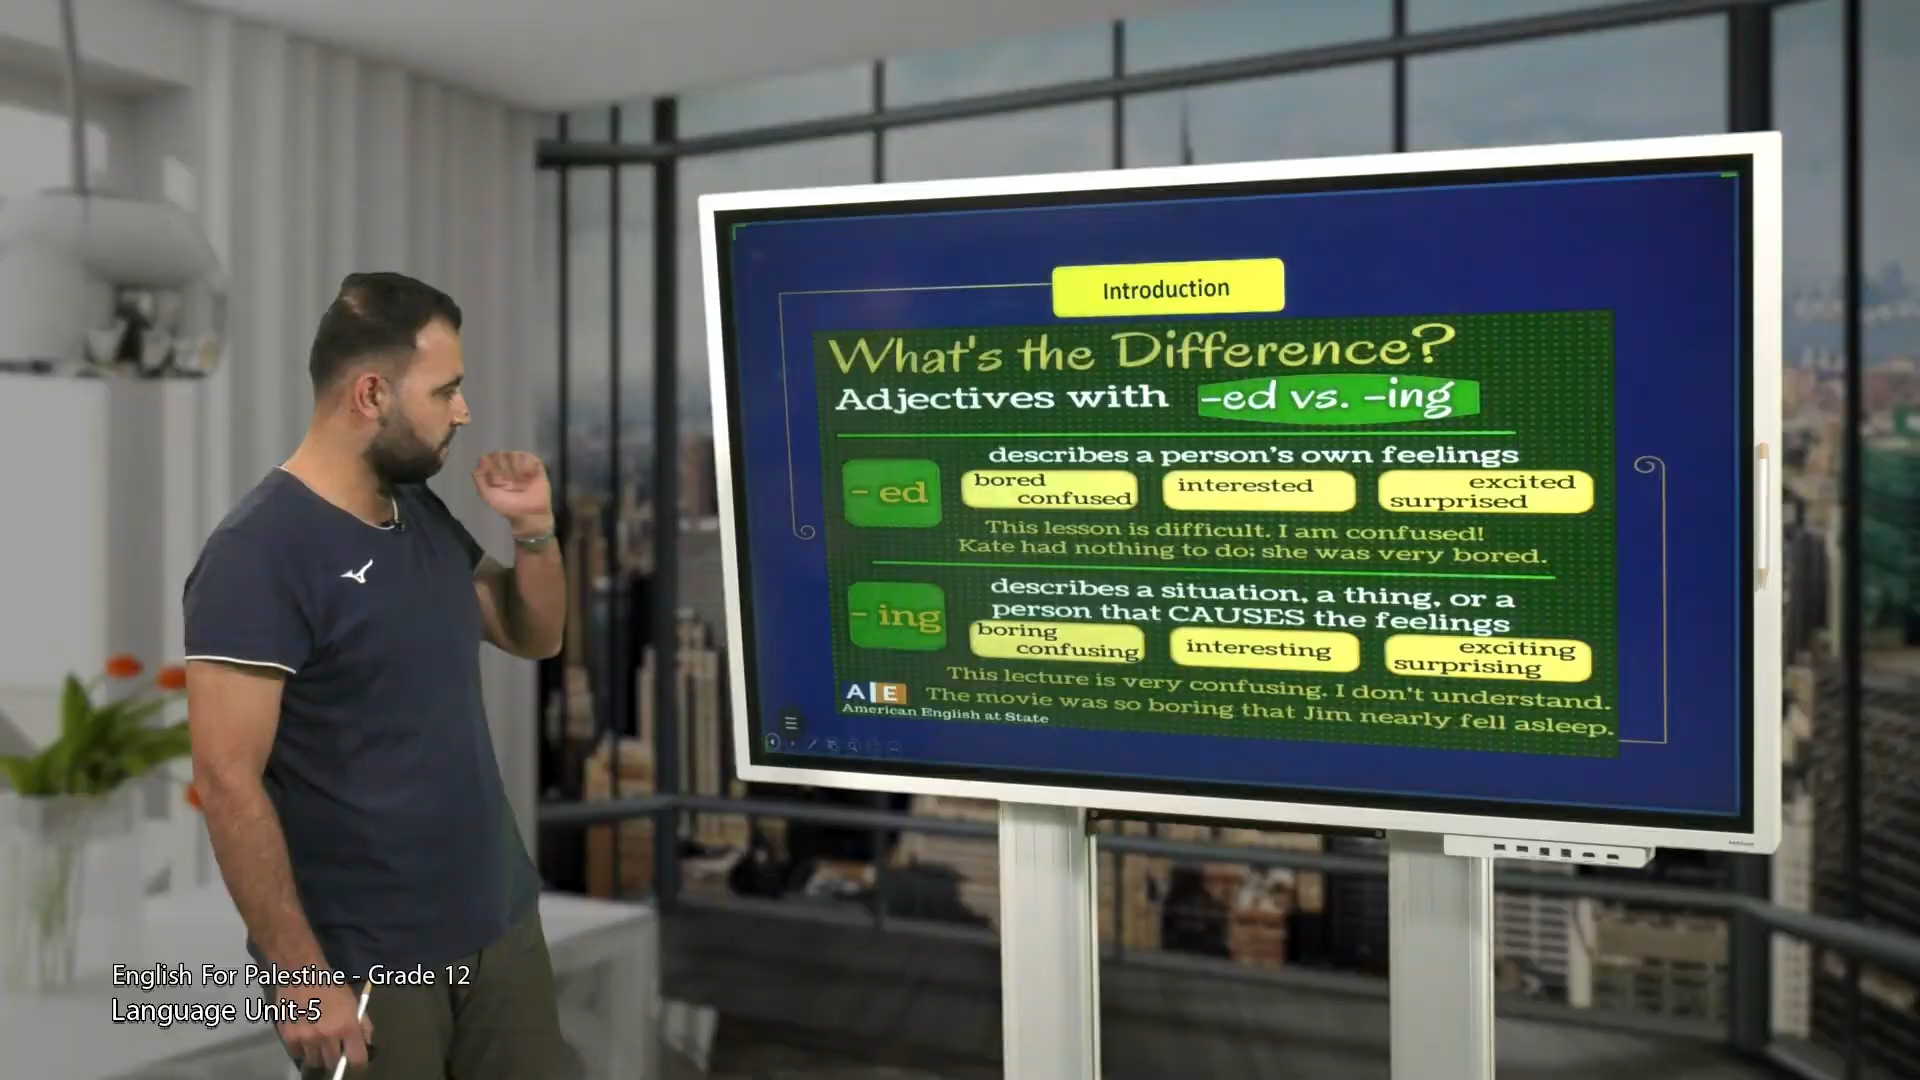 Introduction
What's the Difference?
Adjectives with -ed vs. -ing
describes a person's own feelings
- ed
bored
confused
interested
excited
surprised
This lesson is difficult. I am confused!
Kate had nothing to do; she was very bored.
describes a situation, a thing, or a
person that CAUSES the feelings
- ing
boring
confusing
interesting
exciting
surprising
This lecture is very confusing. I don't understand.
The movie was so boring that Jim nearly fell asleep.
A E
American English at State
English For Palestine - Grade 12
Language Unit-5